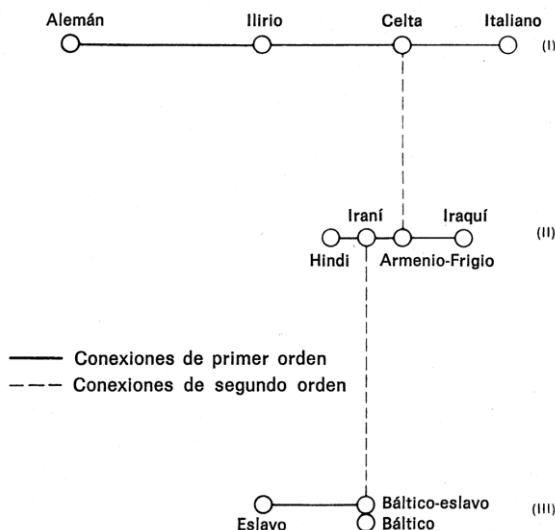 Alemán Ilirio Celta Italiano (I)
Iraní Iraquí (II)
Hindi Armenio-Frigio
Conexiones de primer orden
Conexiones de segundo orden
Báltico-eslavo (III)
Eslavo Báltico